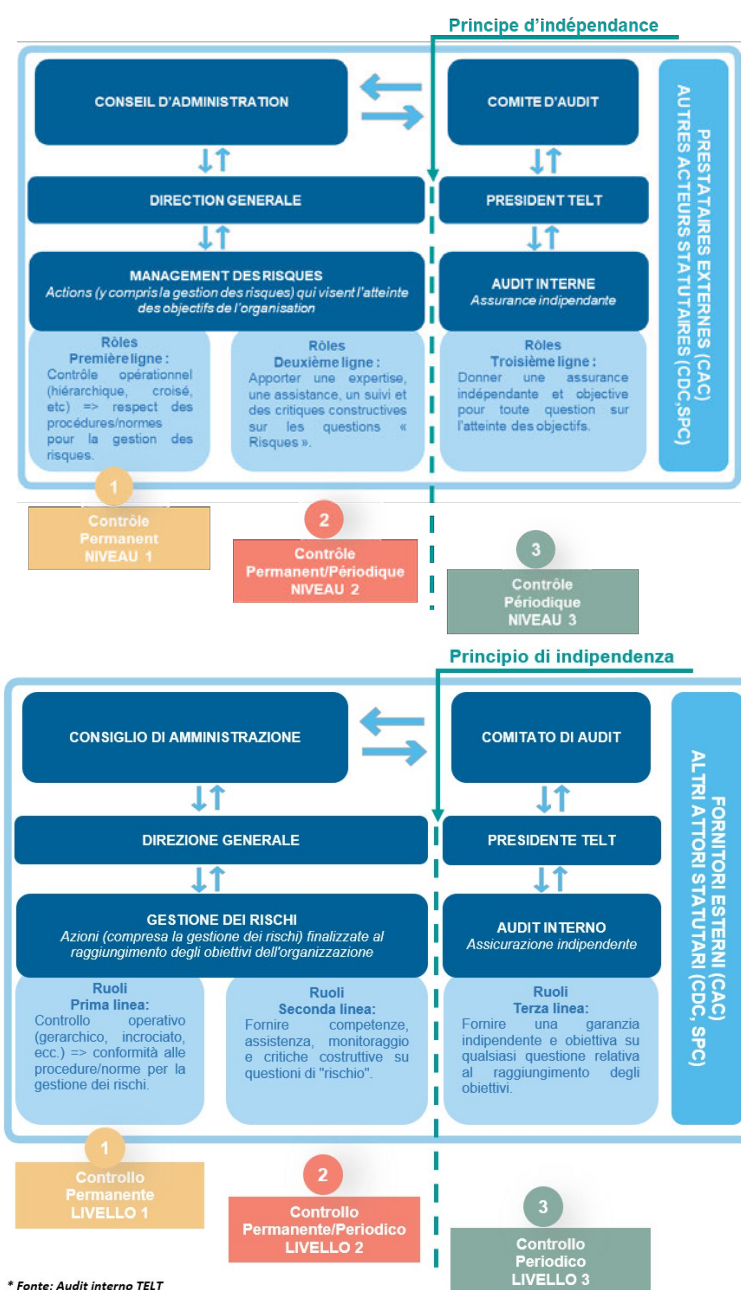 Principe d'indépendance
CONSEIL D'ADMINISTRATION
COMITE D'AUDIT
DIRECTION GENERALE
PRESIDENT TELT
MANAGEMENT DES RISQUES
Actions (y compris la gestion des risques) qui visent l'atteinte
des objectifs de l'organisation
AUDIT INTERNE
Assurance indipendante
Rôles
Première ligne :
Contrôle opérationnel
(hiérarchique, croisé,
etc) => respect des
procédures/normes
pour la gestion des
risques.
Rôles
Deuxième ligne :
Apporter une expertise,
une assistance, un suivi et
des critiques constructives
sur les questions «
Risques ».
Rôles
Troisième ligne :
Donner une assurance
indépendante et objective
pour toute question sur
l'atteinte des objectifs.
PRESTATAIRES EXTERNES (CAC)
AUTRES ACTEURS STATUTAIRES (CDC,SPC)
1
Contrôle
Permanent
NIVEAU 1
2
Contrôle
Permanent/Périodique
NIVEAU 2
3
Contrôle
Périodique
NIVEAU 3
Principio di indipendenza
CONSIGLIO DI AMMINISTRAZIONE
COMITATO DI AUDIT
DIREZIONE GENERALE
PRESIDENTE TELT
GESTIONE DEI RISCHI
Azioni (compresa la gestione dei rischi) finalizzate al
raggiungimento degli obiettivi dell'organizzazione
AUDIT INTERNO
Assicurazione indipendente
Ruoli
Prima linea:
Controllo operativo
(gerarchico, incrociato,
ecc.) => conformità alle
procedure/norme per la
gestione dei rischi.
Ruoli
Seconda linea:
Fornire competenze,
assistenza, monitoraggio
e critiche costruttive su
questioni di "rischio".
Ruoli
Terza linea:
Fornire una garanzia
indipendente e obiettiva su
qualsiasi questione relativa
al raggiungimento degli
obiettivi.
FORNITORI ESTERNI (CAC)
ALTRI ATTORI STATUTARI (CDC, SPC)
1
Controllo
Permanente
LIVELLO 1
2
Controllo
Permanente/Periodico
LIVELLO 2
3
Controllo
Periodico
LIVELLO 3
* Fonte: Audit interno TELT